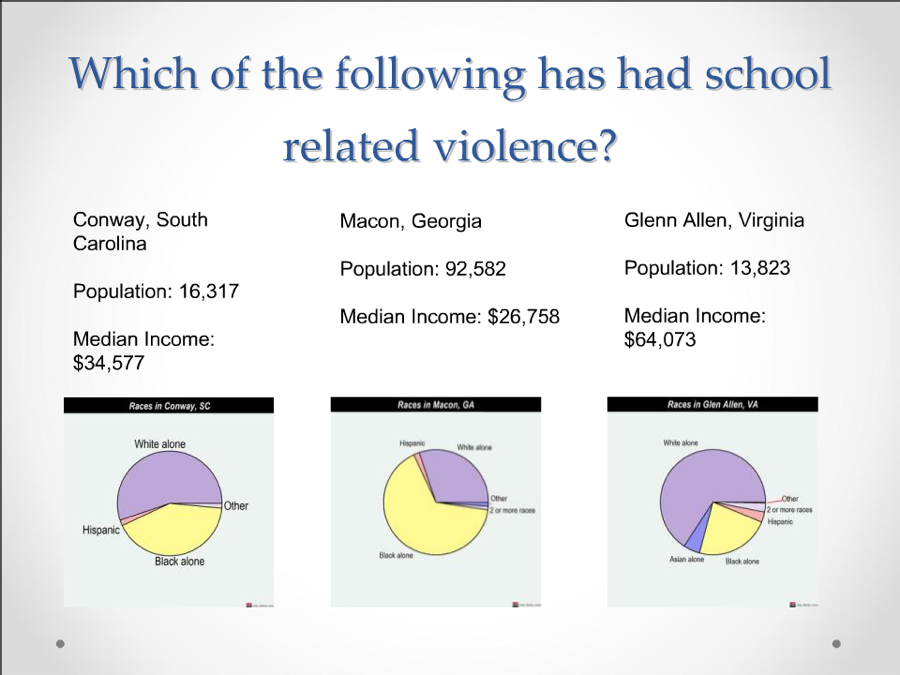 Which of the following has had school
related violence?
Conway, South
Carolina
Population: 16,317
Median Income:
$34,577
Macon, Georgia
Population: 92,582
Median Income: $26,758
Glenn Allen, Virginia
Population: 13,823
Median Income:
$64,073
Races in Conway, SC
White alone
Other
Hispanic
Black alone
Races in Macon, GA
Hispanic
White alone
Other
2 or more races
Black alone
Races in Glen Allen, VA
White alone
Other
2 or more races
Hispanic
Asian alone
Black alone